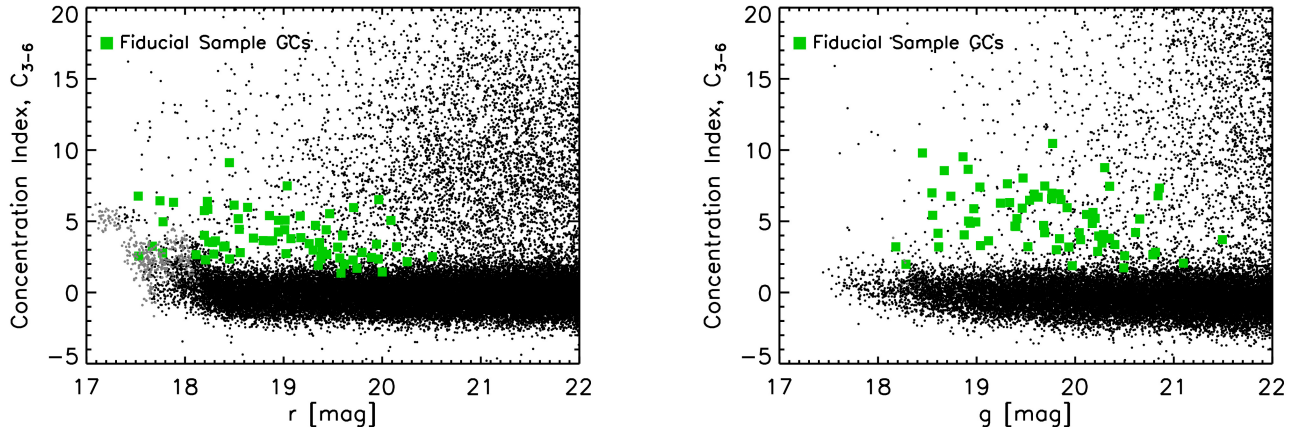 Concentration Index, C3−6
20
15
10
5
0
−5
Fiducial Sample GCs
17 18 19 20 21 22
r [mag]
Concentration Index, C3−6
20
15
10
5
0
−5
Fiducial Sample GCs
17 18 19 20 21 22
g [mag]